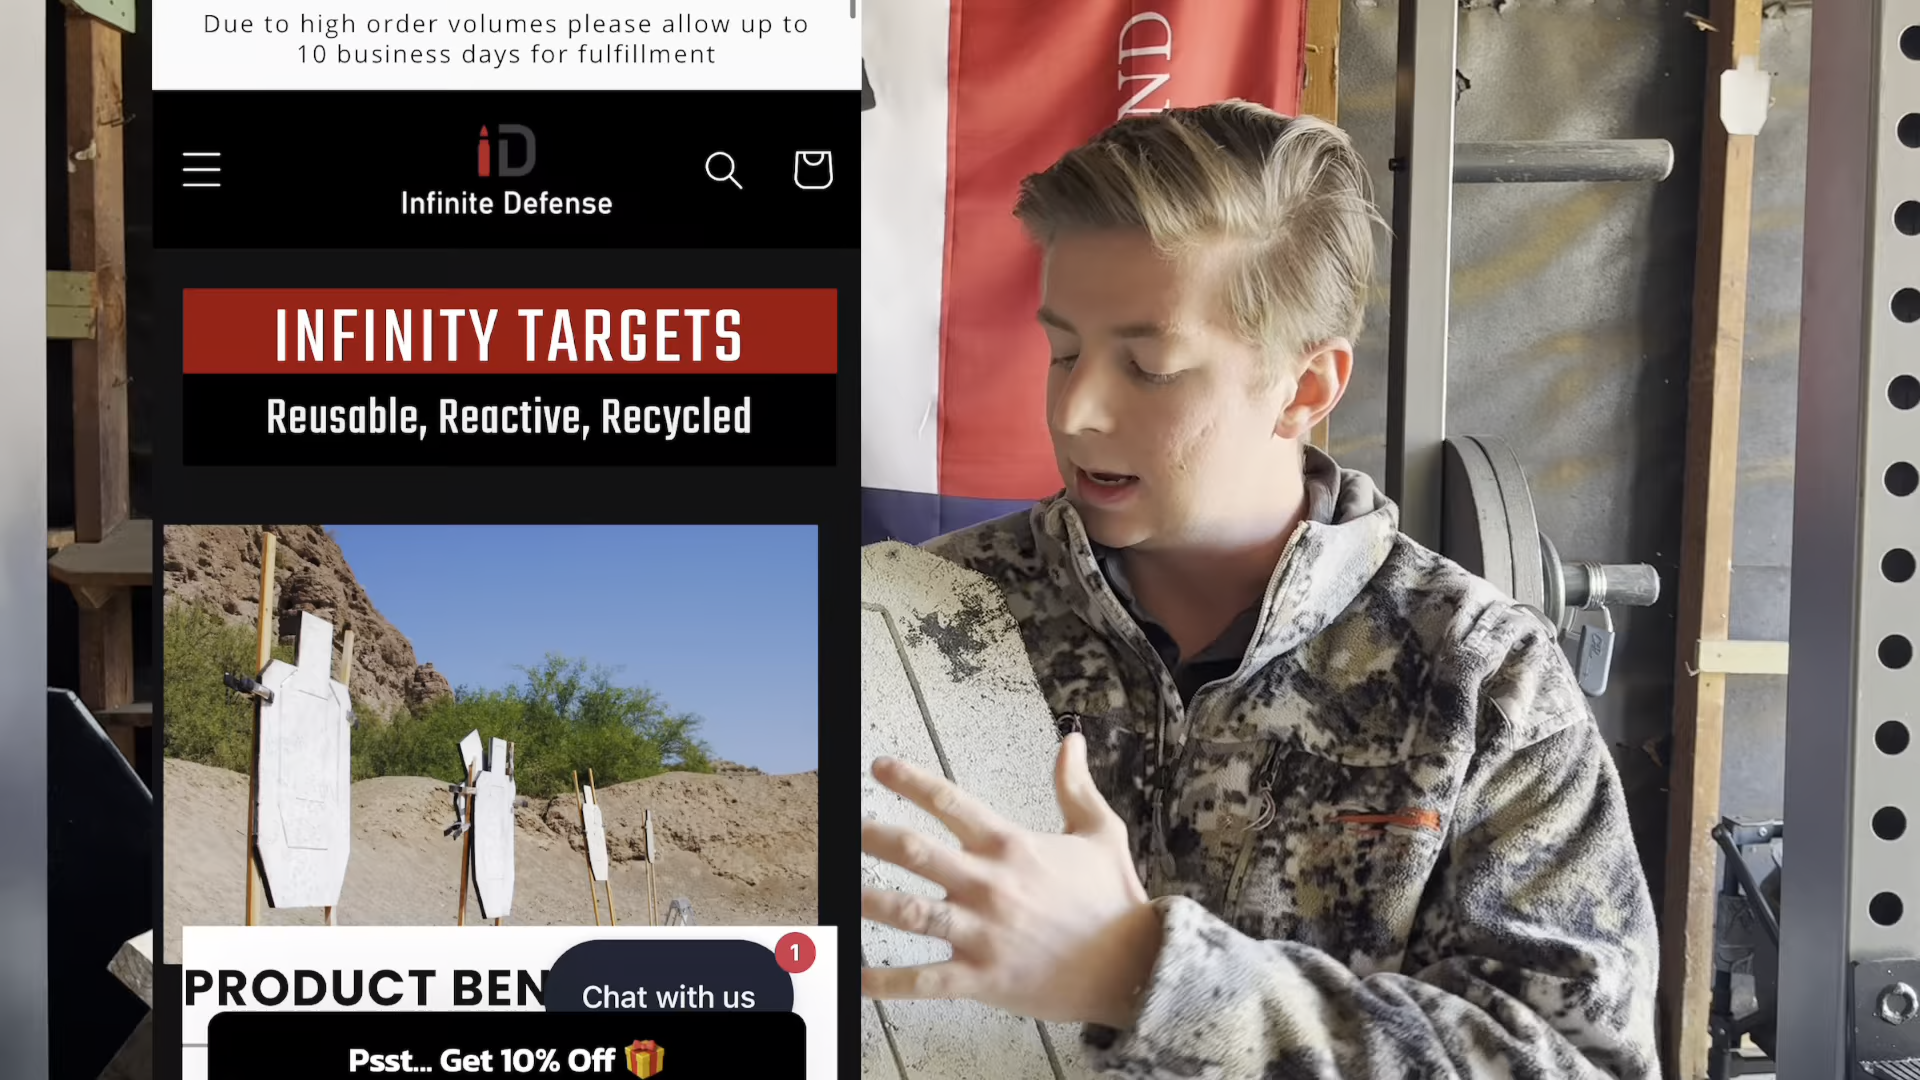 Due to high order volumes please allow up to
10 business days for fulfillment
iD
Infinite Defense
INFINITY TARGETS
Reusable, Reactive, Recycled
PRODUCT BEN
1
Chat with us
Psst... Get 10% Off
ND